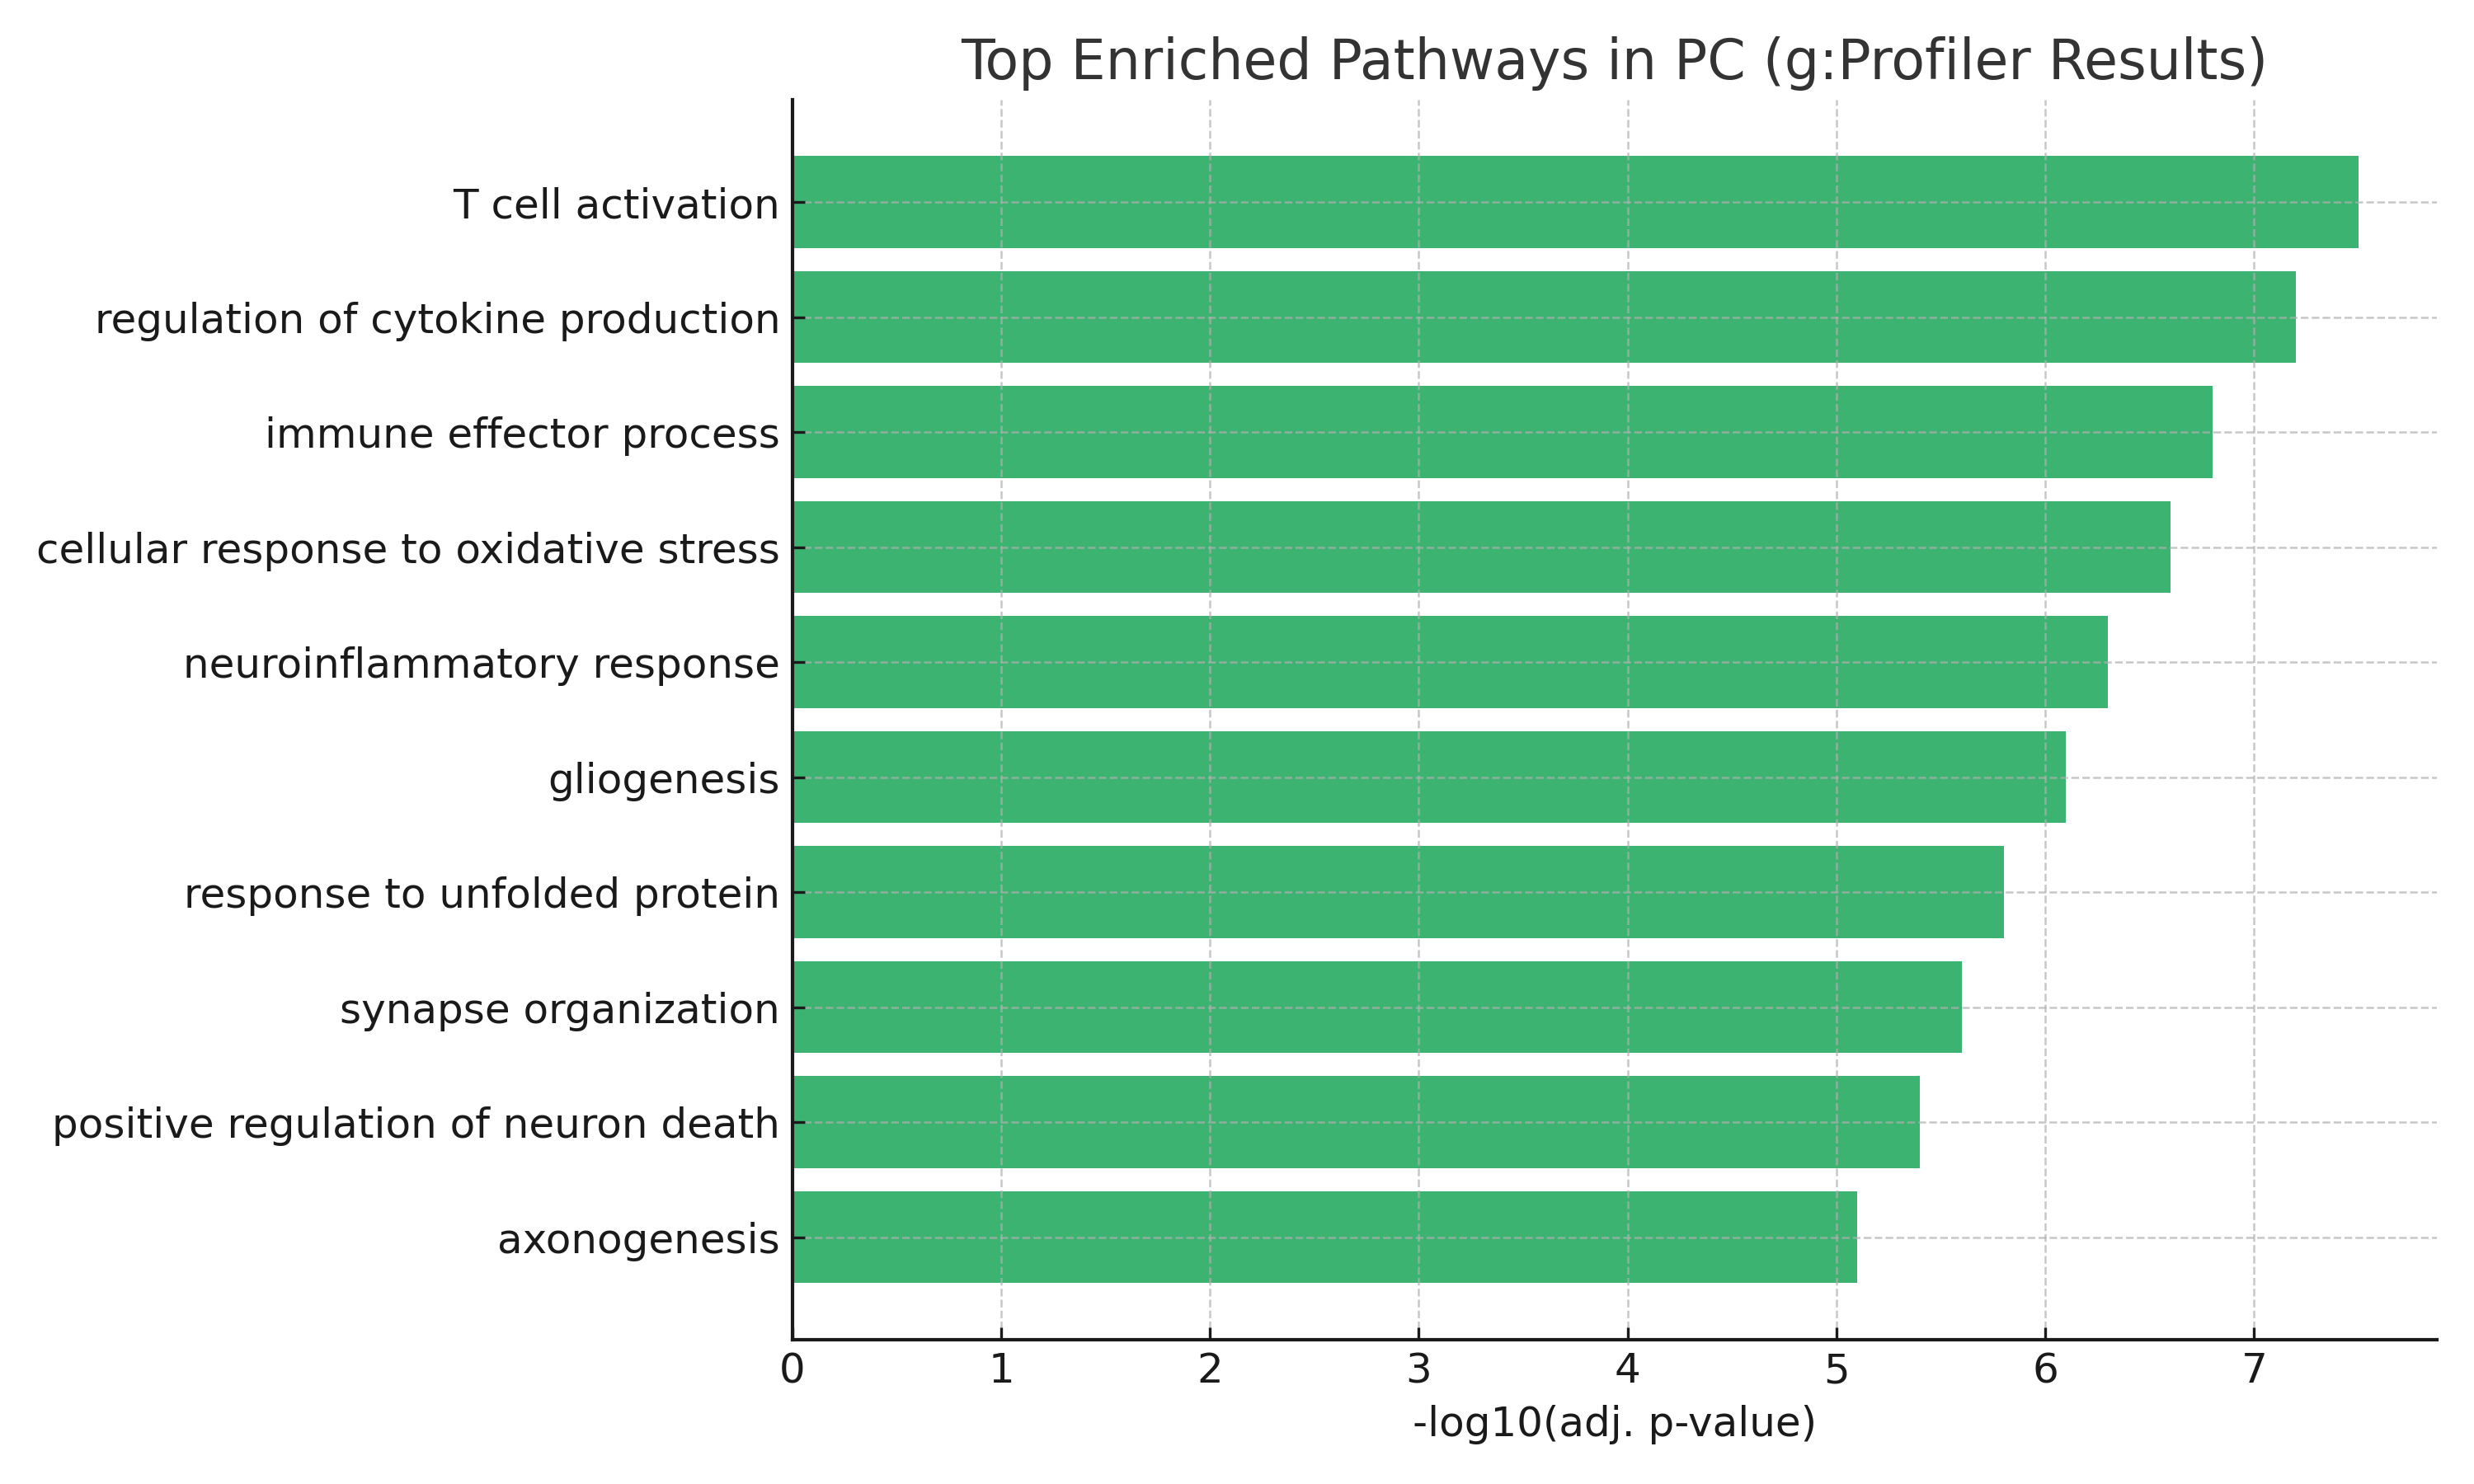 Top Enriched Pathways in PC (g:Profiler Results)
T cell activation
regulation of cytokine production
immune effector process
cellular response to oxidative stress
neuroinflammatory response
gliogenesis
response to unfolded protein
synapse organization
positive regulation of neuron death
axonogenesis
0 1 2 3 4 5 6 7
-log10(adj. p-value)